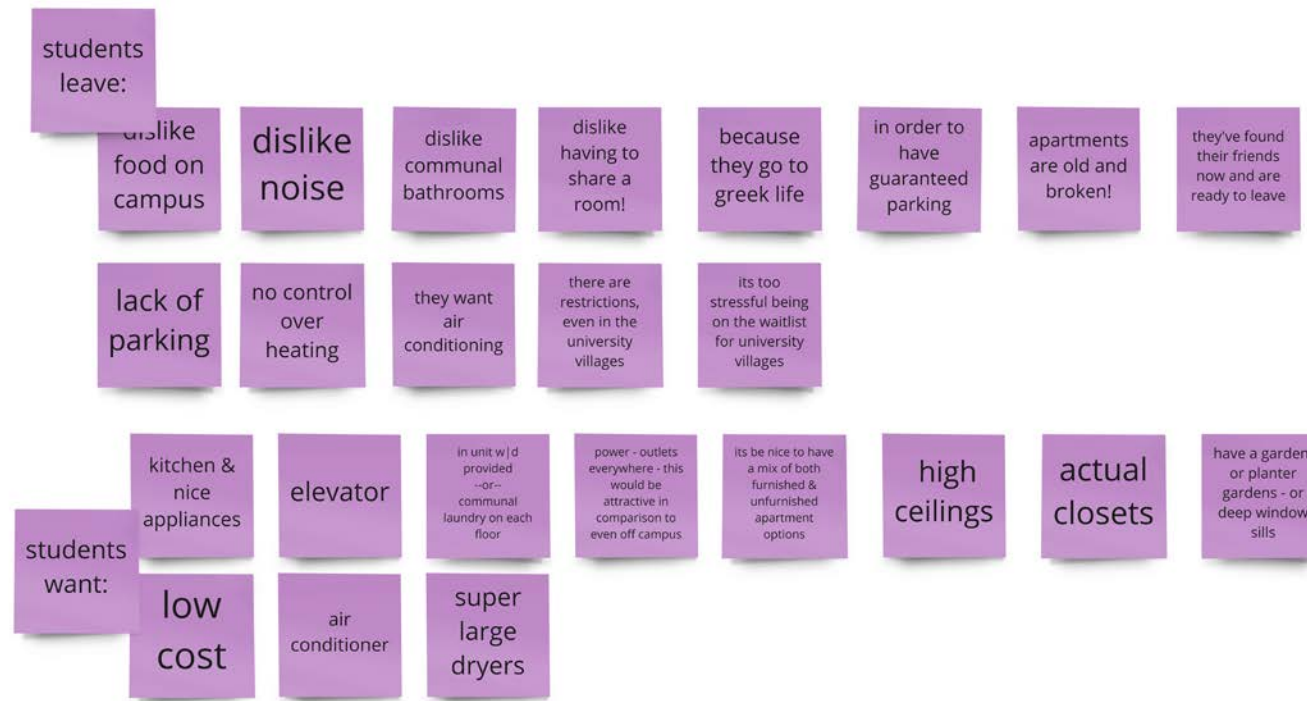 students
leave:
dislike
food on
campus
dislike
noise
dislike
communal
bathrooms
dislike
having to
share a
room!
because
they go to
greek life
in order to
have
guaranteed
parking
apartments
are old and
broken!
they've found
their friends
now and are
ready to leave
lack of
parking
no control
over
heating
they want
air
conditioning
there are
restrictions,
even in the
university
villages
its too
stressful being
on the waitlist
for university
villages
students
want:
kitchen &
nice
appliances
elevator
in unit w|d
provided
--or--
communal
laundry on each
floor
power - outlets
everywhere - this
would be
attractive in
comparison to
even off campus
its be nice to have
a mix of both
furnished &
unfurnished
apartment
options
high
ceilings
actual
closets
have a garden
or planter
gardens - or
deep window
sills
low
cost
air
conditioner
super
large
dryers